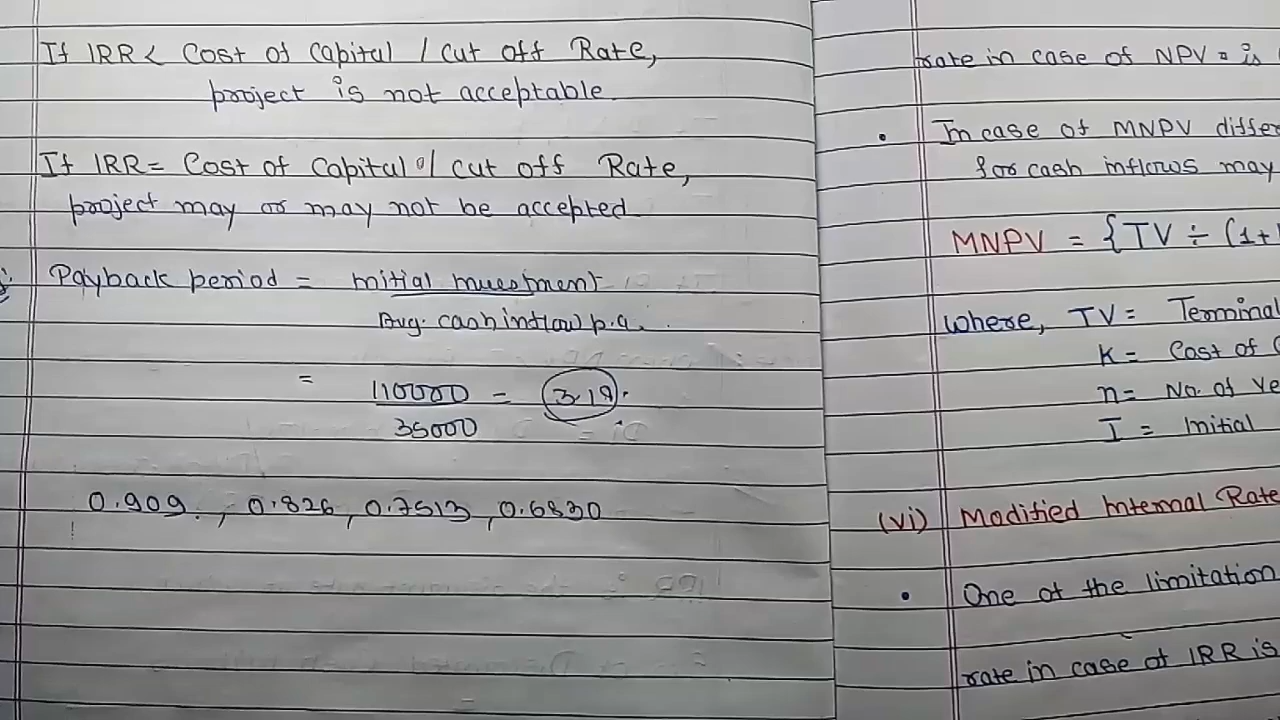 If IRR < Cost of Capital / Cut off Rate,
project is not acceptable
If IRR = Cost of Capital / cut off Rate,
project may or may not be accepted
Payback period = Initial Investment
Avg. cash inflow p.a.
= 110000 = 3.19.
35000
0.909, 0.826, 0.7513, 0.6830
rate in case of NPV is
• In case of MNPV differ
for cash inflows may
MNPV = {TV ÷ (1+
where, TV = Terminal
K = Cost of C
n = No. of Ye
I = Initial
(vi) Modified Internal Rate
• One of the limitation
rate in case of IRR is